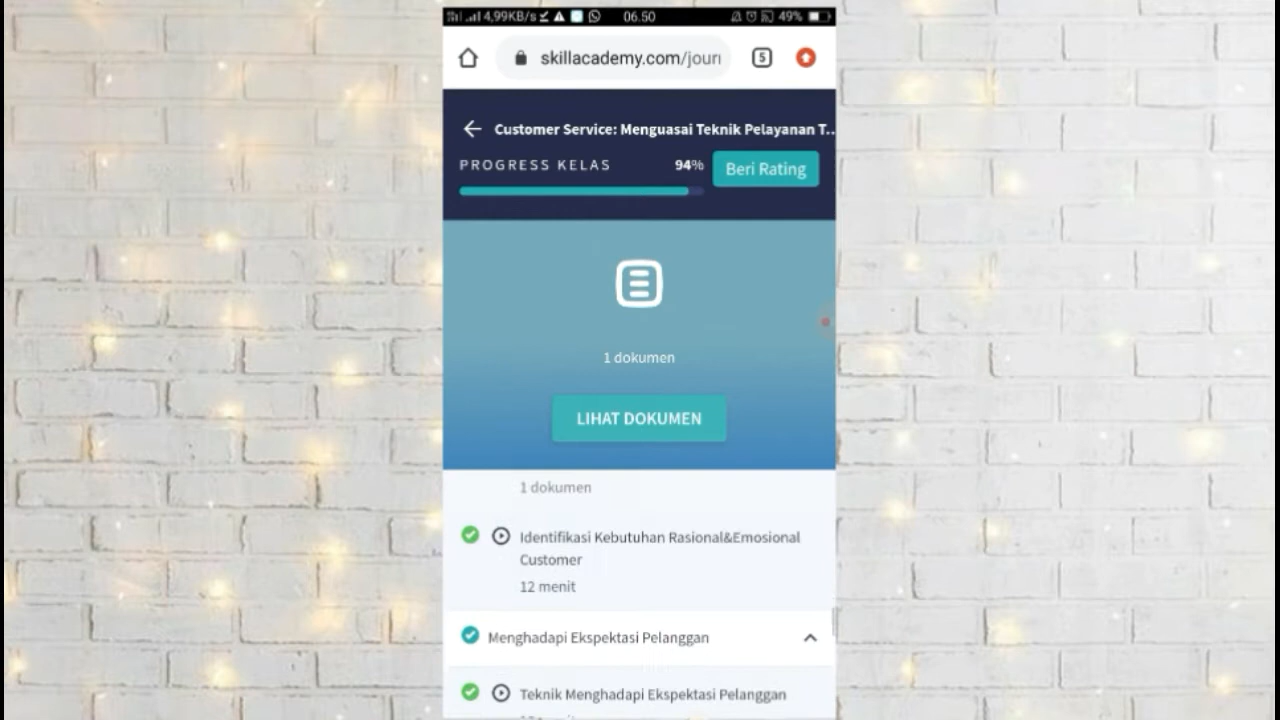 4,99KB/s
06.50
49%
skillacademy.com/jour
5
Customer Service: Menguasai Teknik Pelayanan T...
PROGRESS KELAS 94%
Beri Rating
1 dokumen
LIHAT DOKUMEN
1 dokumen
Identifikasi Kebutuhan Rasional&Emosional
Customer
12 menit
Menghadapi Ekspektasi Pelanggan
Teknik Menghadapi Ekspektasi Pelanggan